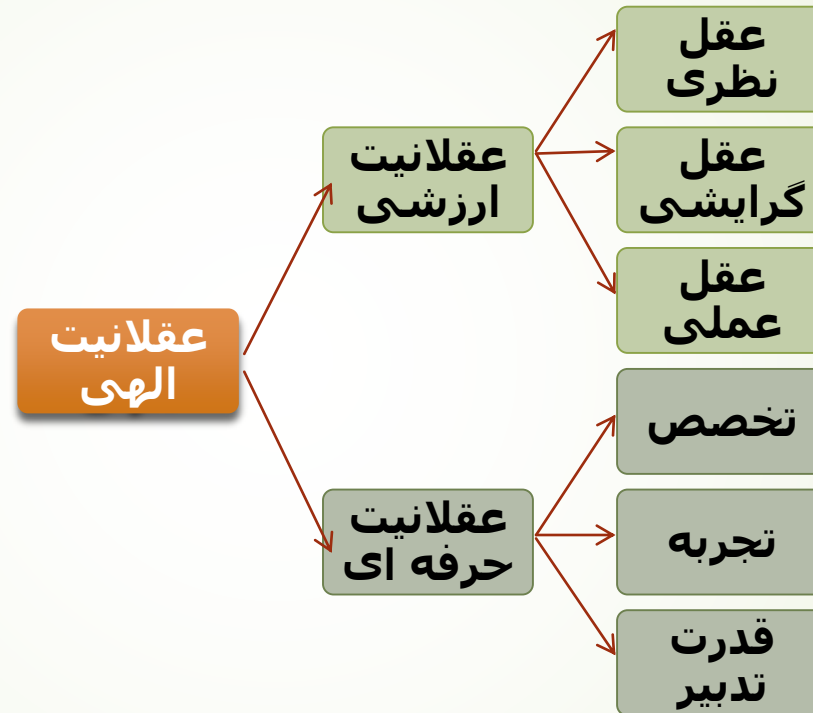 عقلانیت
الهی
عقلانیت
ارزشی
عقل
نظری
عقل
گرایشی
عقل
عملی
عقلانیت
حرفه ای
تخصص
تجربه
قدرت
تدبیر